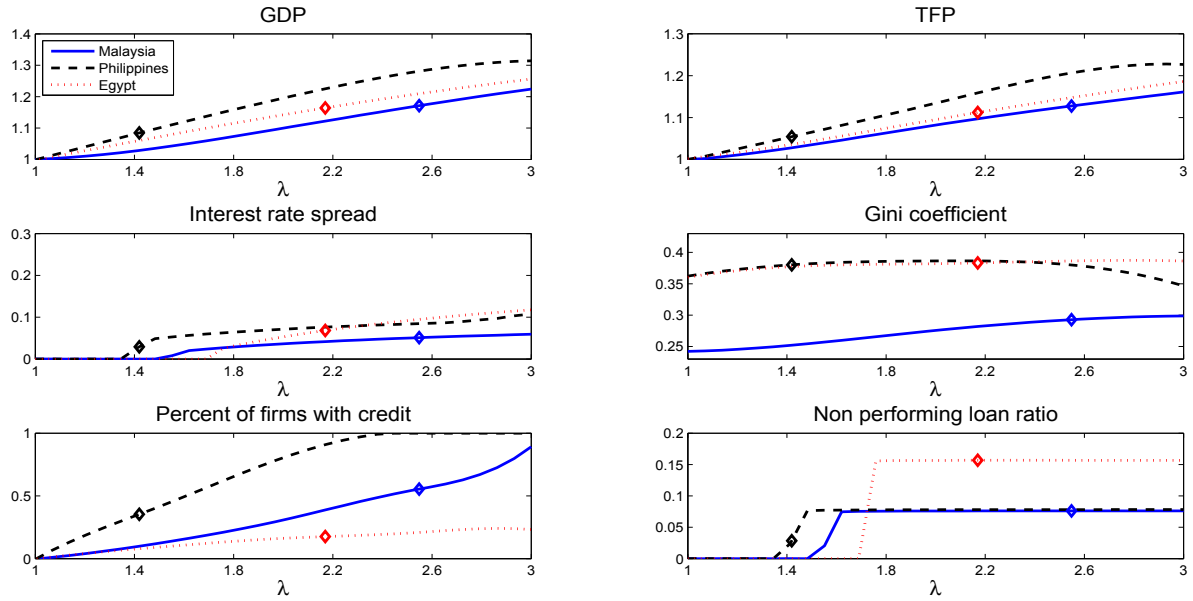 GDP
1.4
1.3
1.2
1.1
1
Malaysia
Philippines
Egypt
1 1.4 1.8 2.2 2.6 3
λ
TFP
1.3
1.2
1.1
1
1 1.4 1.8 2.2 2.6 3
λ
Interest rate spread
0.3
0.2
0.1
0
1 1.4 1.8 2.2 2.6 3
λ
Gini coefficient
0.4
0.35
0.3
0.25
1 1.4 1.8 2.2 2.6 3
λ
Percent of firms with credit
1
0.5
0
1 1.4 1.8 2.2 2.6 3
λ
Non performing loan ratio
0.2
0.15
0.1
0.05
0
1 1.4 1.8 2.2 2.6 3
λ